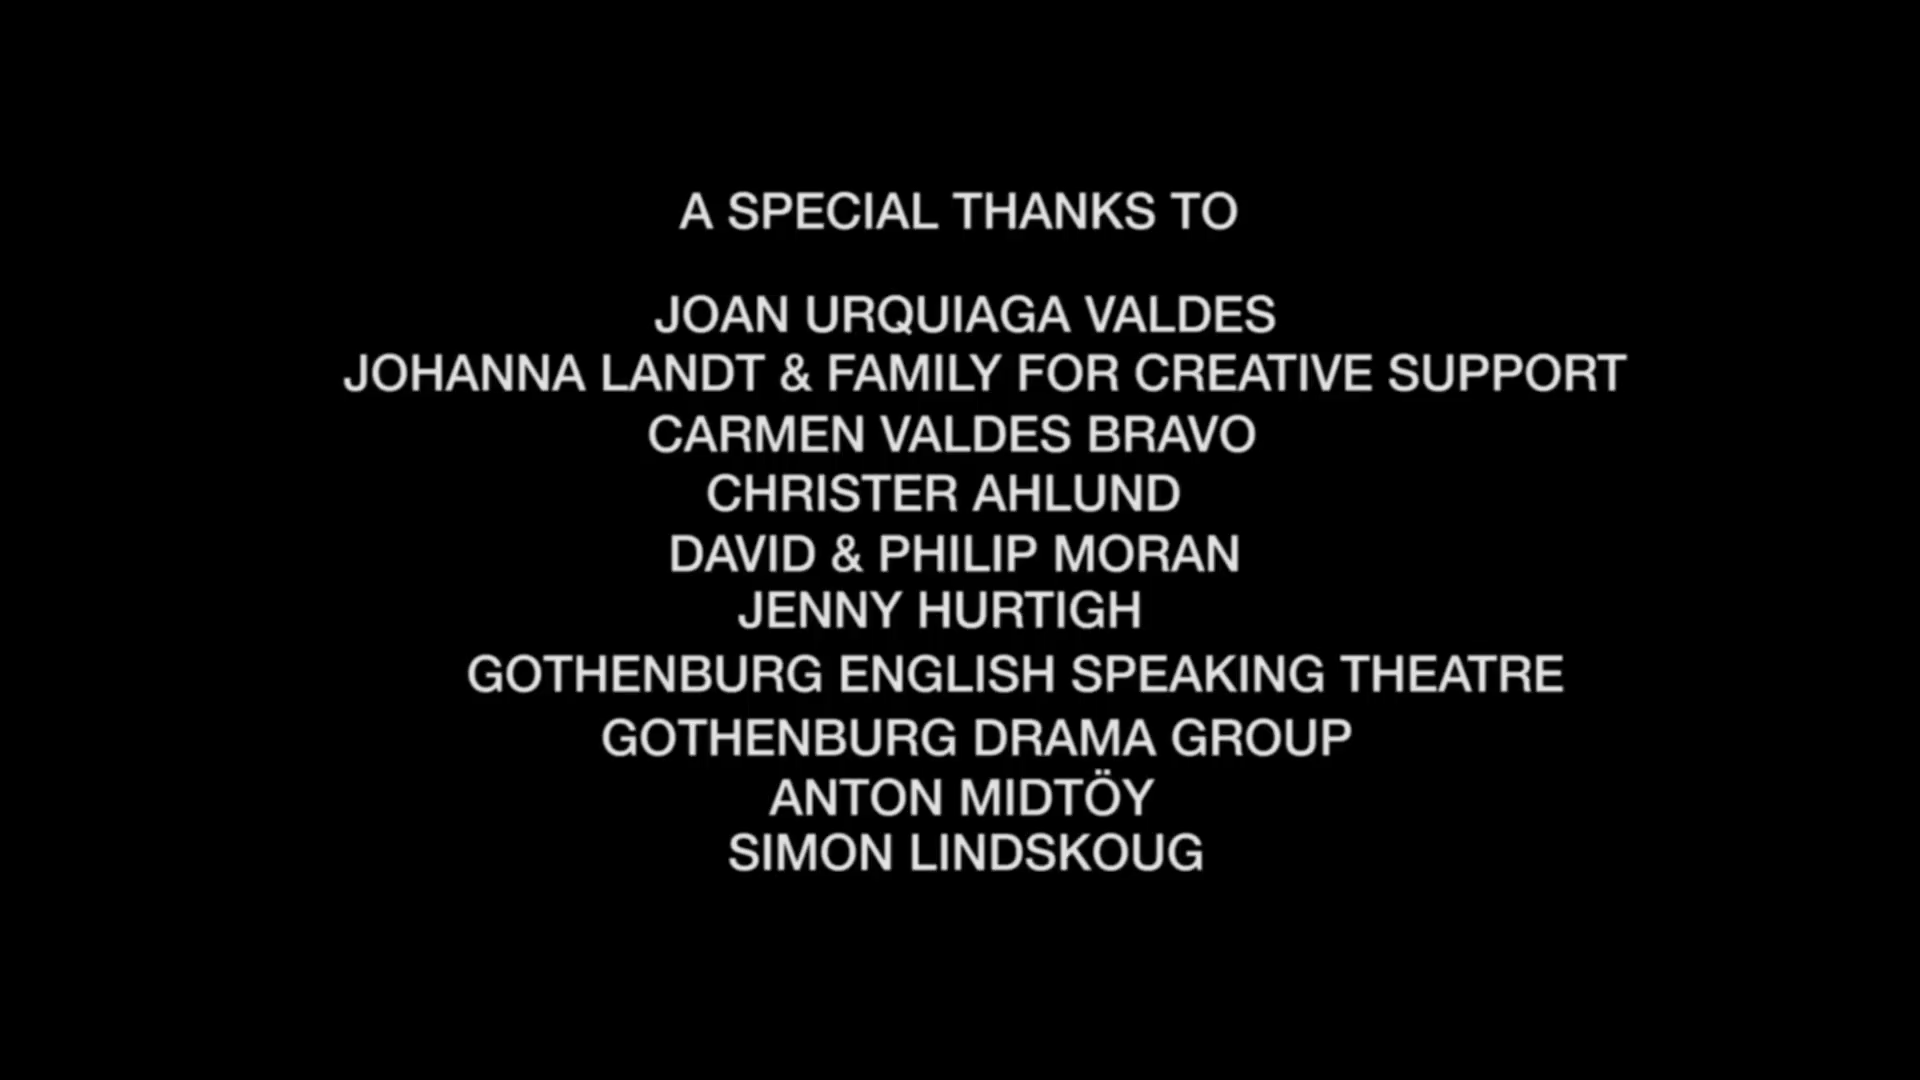 A SPECIAL THANKS TO
JOAN URQUIAGA VALDES
JOHANNA LANDT & FAMILY FOR CREATIVE SUPPORT
CARMEN VALDES BRAVO
CHRISTER AHLUND
DAVID & PHILIP MORAN
JENNY HURTIGH
GOTHENBURG ENGLISH SPEAKING THEATRE
GOTHENBURG DRAMA GROUP
ANTON MIDTÖY
SIMON LINDSKOUG